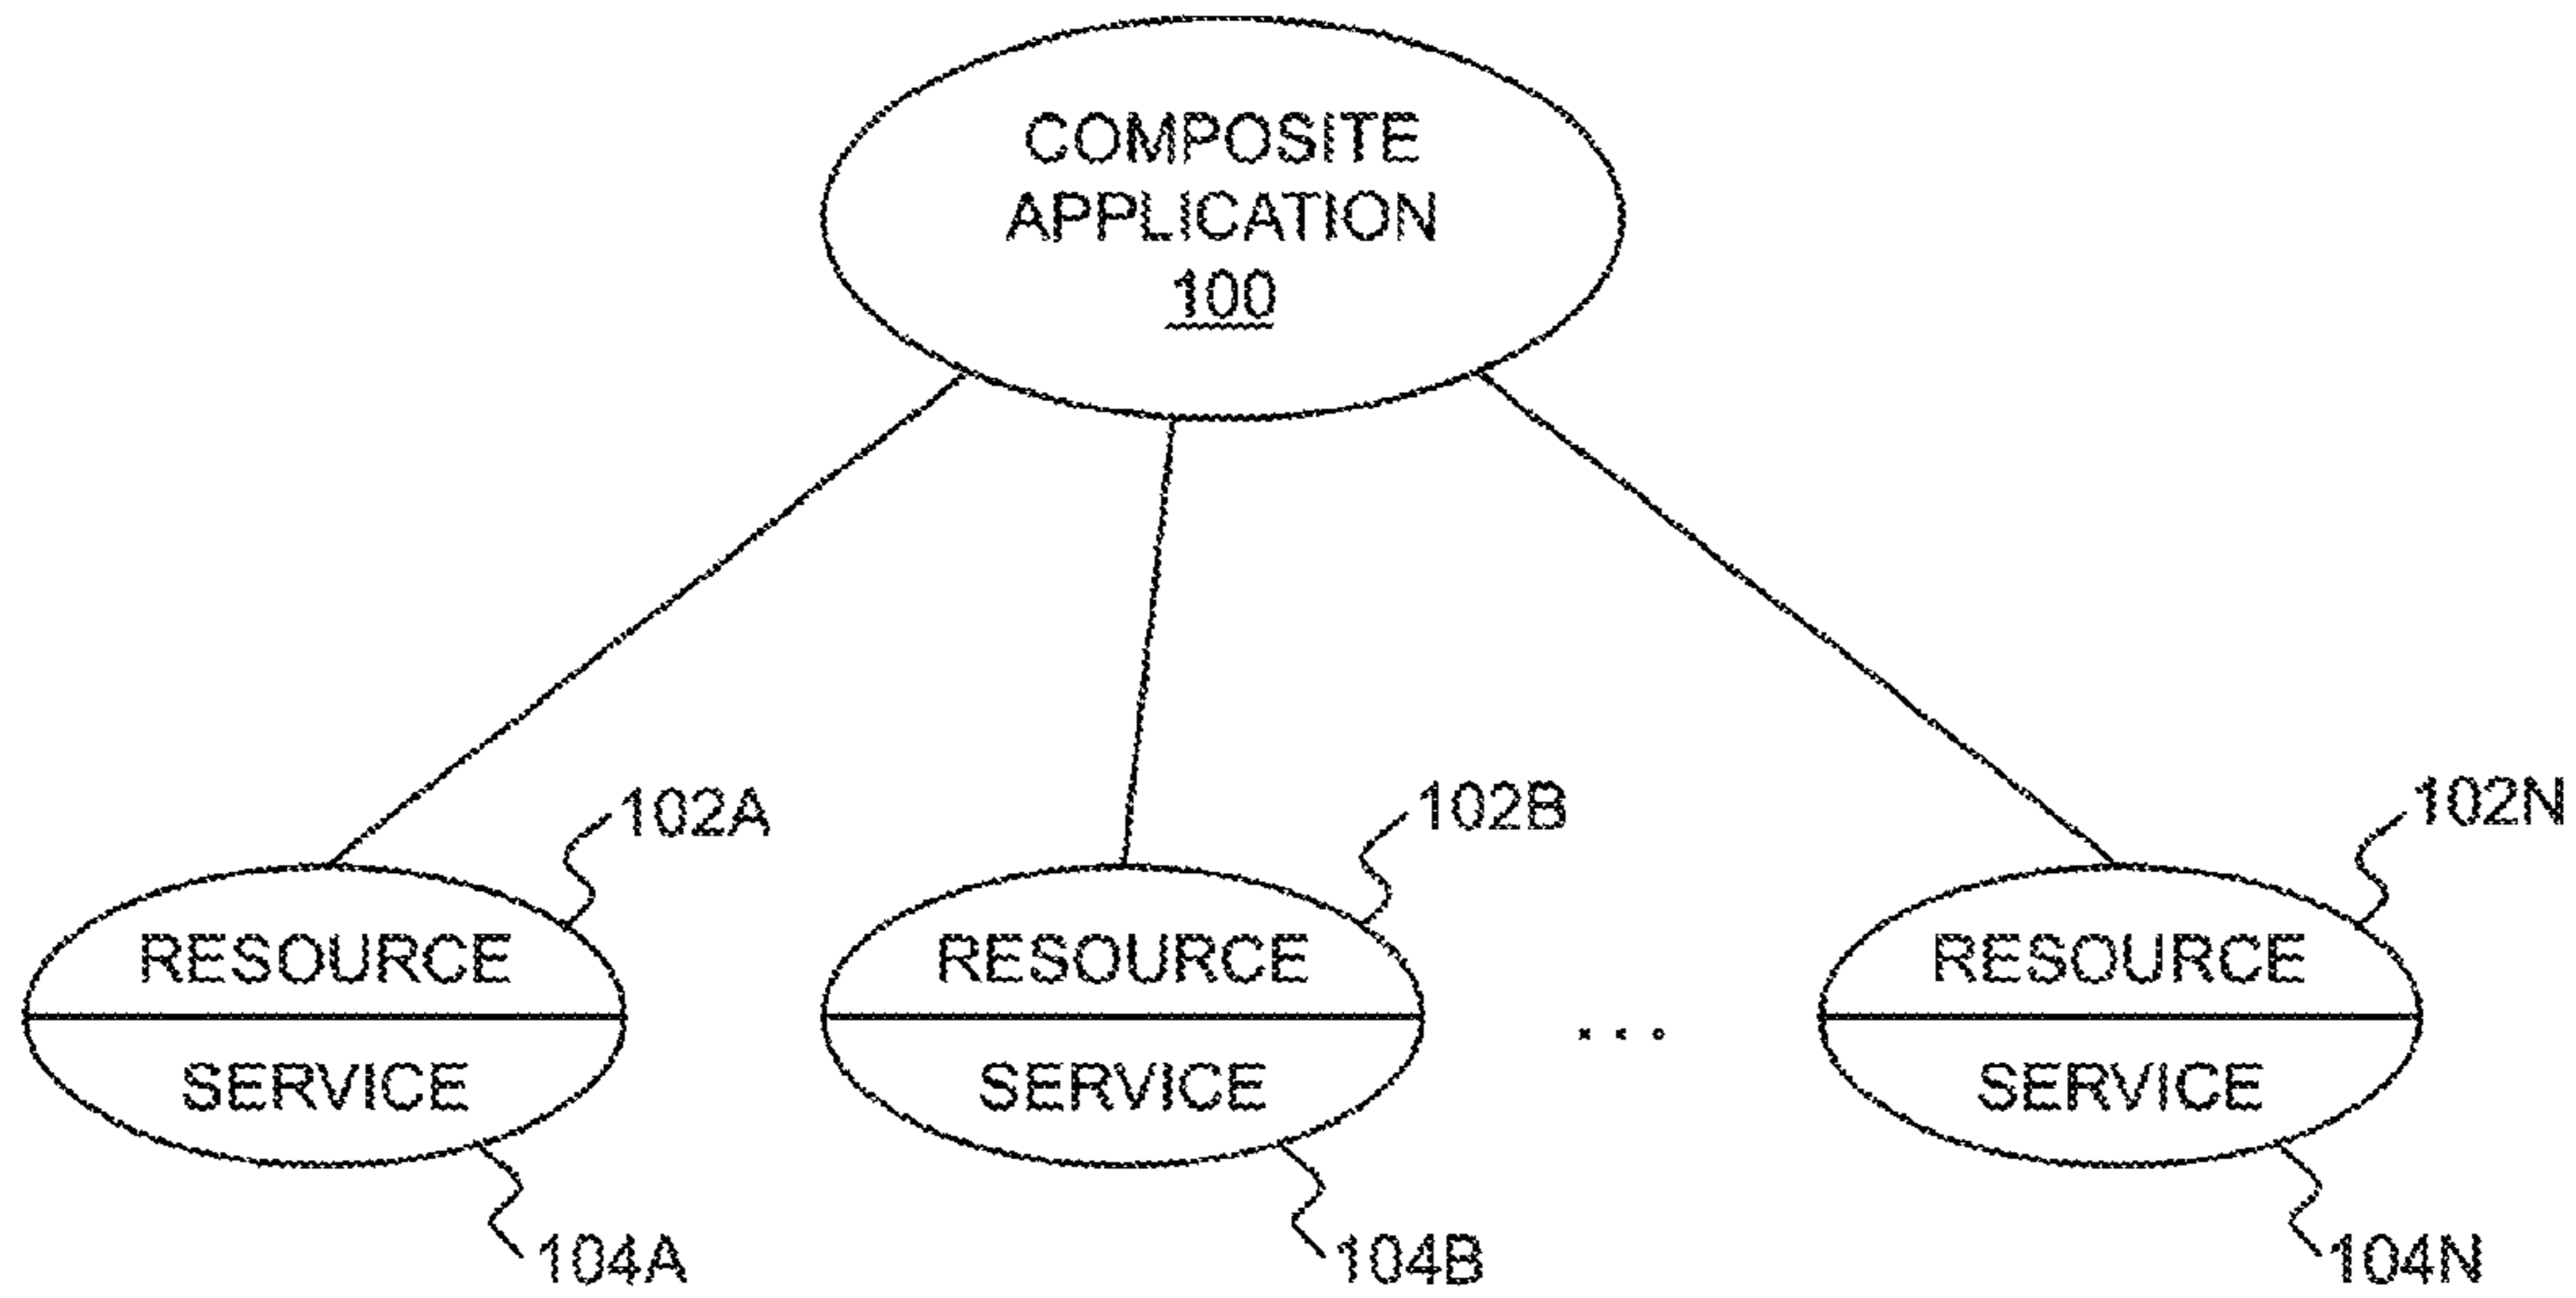 COMPOSITE
APPLICATION
100
102A
102B
102N
RESOURCE
RESOURCE
RESOURCE
SERVICE
SERVICE
. . .
SERVICE
104A
104B
104N